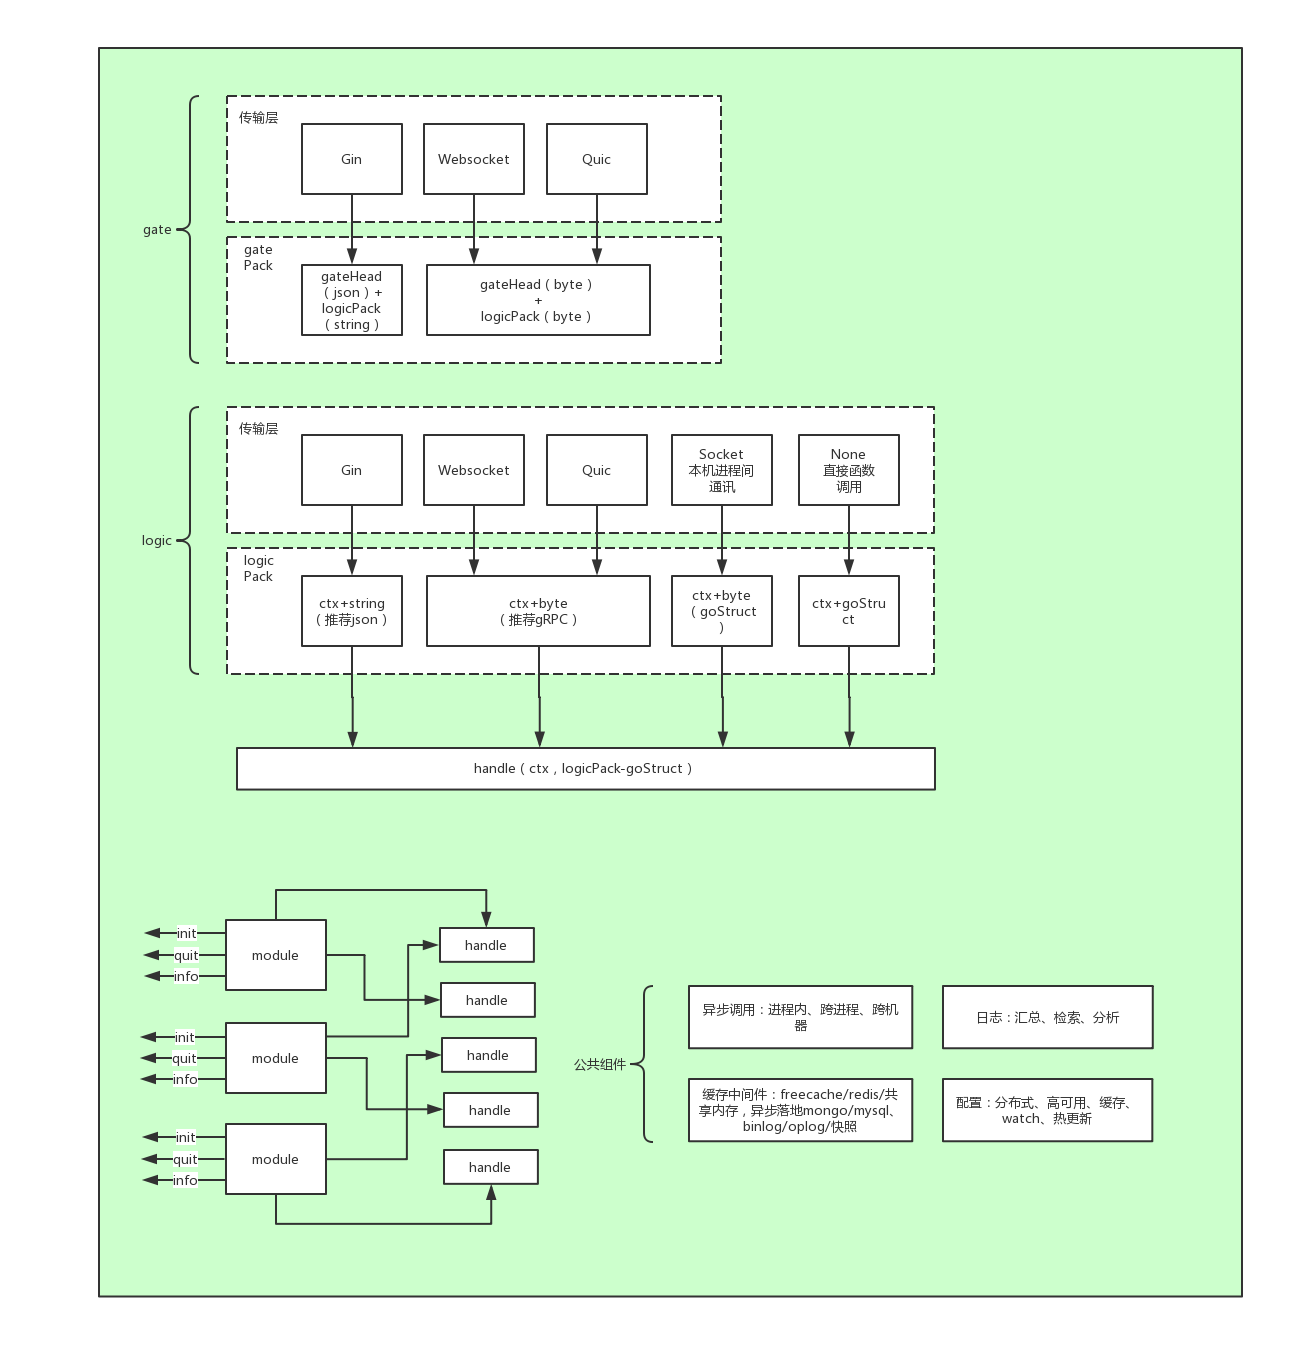 传输层
Gin
Websocket
Quic
gate
gate
Pack
gateHead
（json）+
logicPack
（string）
gateHead（byte）
+
logicPack（byte）
传输层
Gin
Websocket
Quic
Socket
本机进程间
通讯
None
直接函数
调用
logic
logic
Pack
ctx+string
（推荐json）
ctx+byte
（推荐gRPC）
ctx+byte
（goStruct
）
ctx+goStru
ct
handle（ctx，logicPack-goStruct）
init
quit
info
module
handle
handle
init
quit
info
module
handle
handle
init
quit
info
module
handle
公共组件
异步调用：进程内、跨进程、跨机
器
日志：汇总、检索、分析
缓存中间件：freecache/redis/共
享内存，异步落地mongo/mysql、
binlog/oplog/快照
配置：分布式、高可用、缓存、
watch、热更新